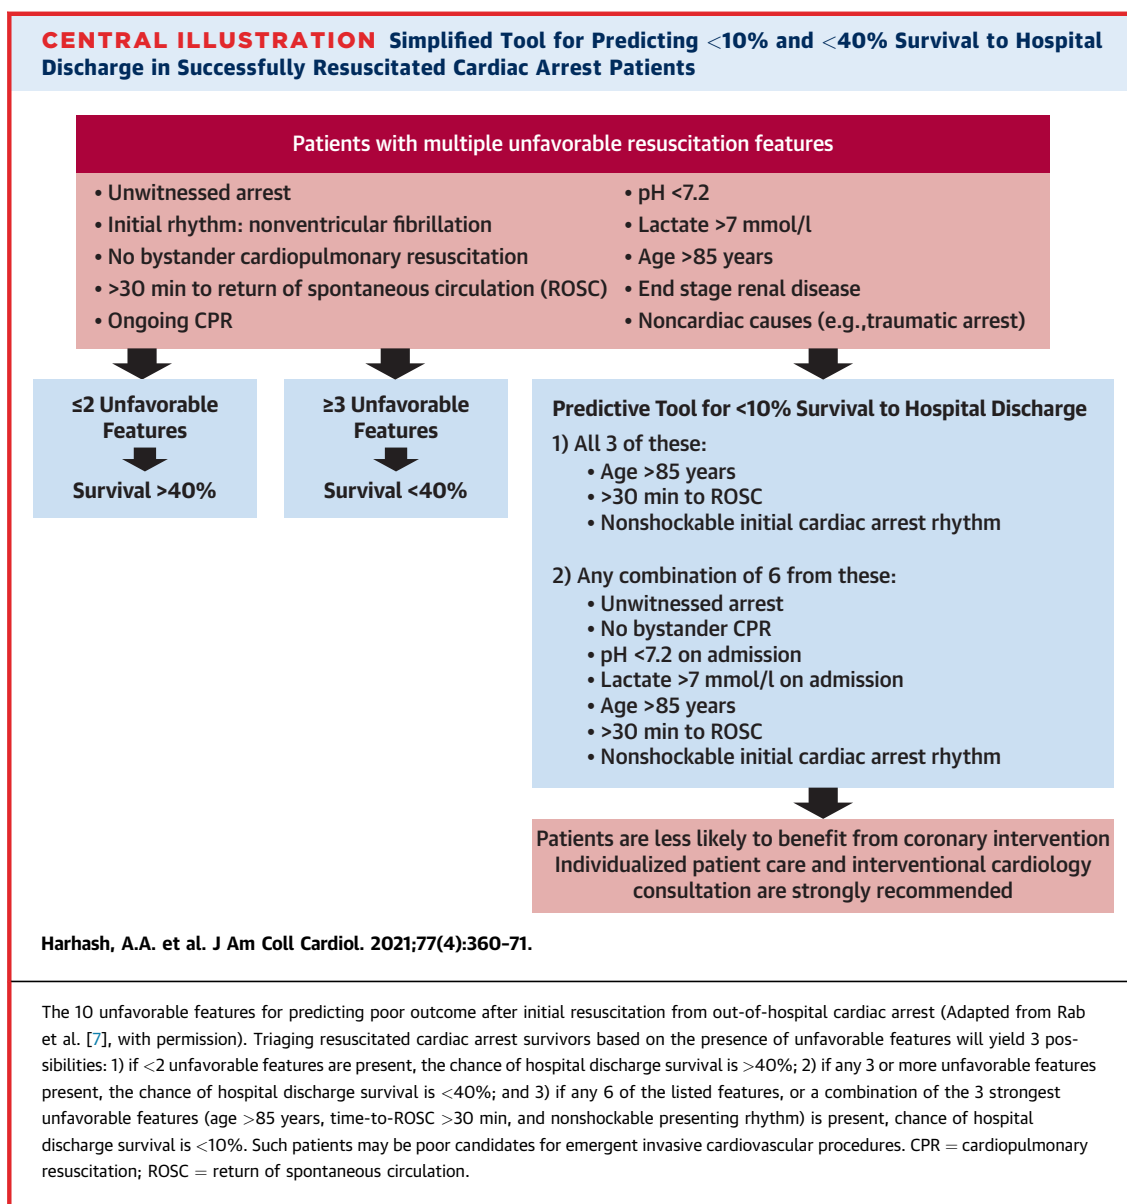 CENTRAL ILLUSTRATION Simplified Tool for Predicting <10% and <40% Survival to Hospital
Discharge in Successfully Resuscitated Cardiac Arrest Patients
Patients with multiple unfavorable resuscitation features
• Unwitnessed arrest
• Initial rhythm: nonventricular fibrillation
• No bystander cardiopulmonary resuscitation
• >30 min to return of spontaneous circulation (ROSC)
• Ongoing CPR
• pH <7.2
• Lactate >7 mmol/l
• Age >85 years
• End stage renal disease
• Noncardiac causes (e.g.,traumatic arrest)
≤2 Unfavorable
Features
Survival >40%
≥3 Unfavorable
Features
Survival <40%
Predictive Tool for <10% Survival to Hospital Discharge
1) All 3 of these:
• Age >85 years
• >30 min to ROSC
• Nonshockable initial cardiac arrest rhythm
2) Any combination of 6 from these:
• Unwitnessed arrest
• No bystander CPR
• pH <7.2 on admission
• Lactate >7 mmol/l on admission
• Age >85 years
• >30 min to ROSC
• Nonshockable initial cardiac arrest rhythm
Patients are less likely to benefit from coronary intervention
Individualized patient care and interventional cardiology
consultation are strongly recommended
Harhash, A.A. et al. J Am Coll Cardiol. 2021;77(4):360–71.
The 10 unfavorable features for predicting poor outcome after initial resuscitation from out-of-hospital cardiac arrest (Adapted from Rab
et al. [7], with permission). Triaging resuscitated cardiac arrest survivors based on the presence of unfavorable features will yield 3 pos-
sibilities: 1) if <2 unfavorable features are present, the chance of hospital discharge survival is >40%; 2) if any 3 or more unfavorable features
present, the chance of hospital discharge survival is <40%; and 3) if any 6 of the listed features, or a combination of the 3 strongest
unfavorable features (age >85 years, time-to-ROSC >30 min, and nonshockable presenting rhythm) is present, chance of hospital
discharge survival is <10%. Such patients may be poor candidates for emergent invasive cardiovascular procedures. CPR = cardiopulmonary
resuscitation; ROSC = return of spontaneous circulation.